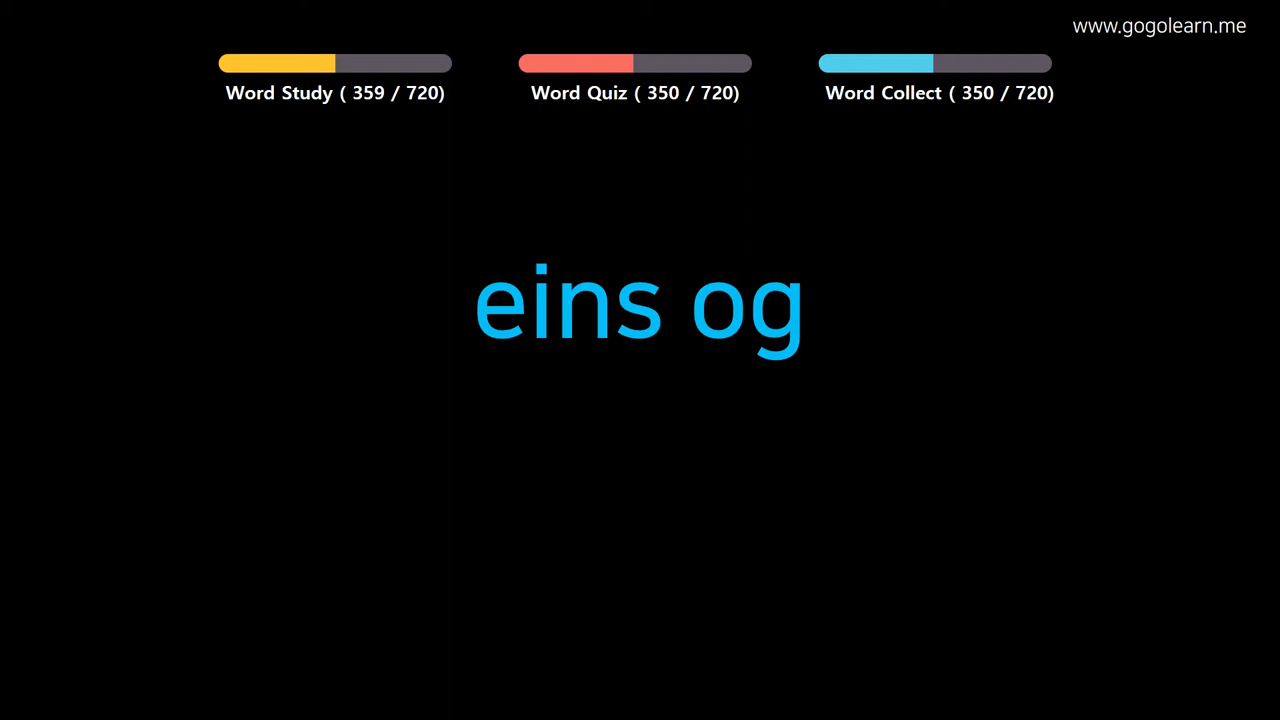 www.gogolearn.me
Word Study ( 359 / 720)
Word Quiz ( 350 / 720)
Word Collect ( 350 / 720)
eins og